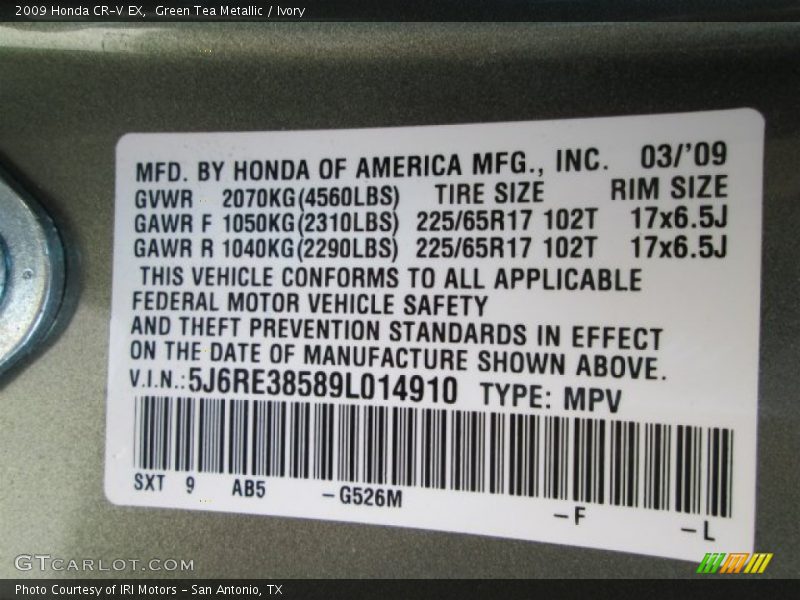 2009 Honda CR-V EX,  Green Tea Metallic / Ivory
MFD. BY HONDA OF AMERICA MFG., INC. 03/'09
GVWR 2070KG(4560LBS) TIRE SIZE RIM SIZE
GAWR F 1050KG(2310LBS) 225/65R17 102T 17x6.5J
GAWR R 1040KG(2290LBS) 225/65R17 102T 17x6.5J
THIS VEHICLE CONFORMS TO ALL APPLICABLE
FEDERAL MOTOR VEHICLE SAFETY
AND THEFT PREVENTION STANDARDS IN EFFECT
ON THE DATE OF MANUFACTURE SHOWN ABOVE.
V.I.N.:5J6RE38589L014910 TYPE: MPV
SXT 9 AB5 -G526M -F -L
GTCARLOT.COM
Photo Courtesy of IRI Motors - San Antonio, TX